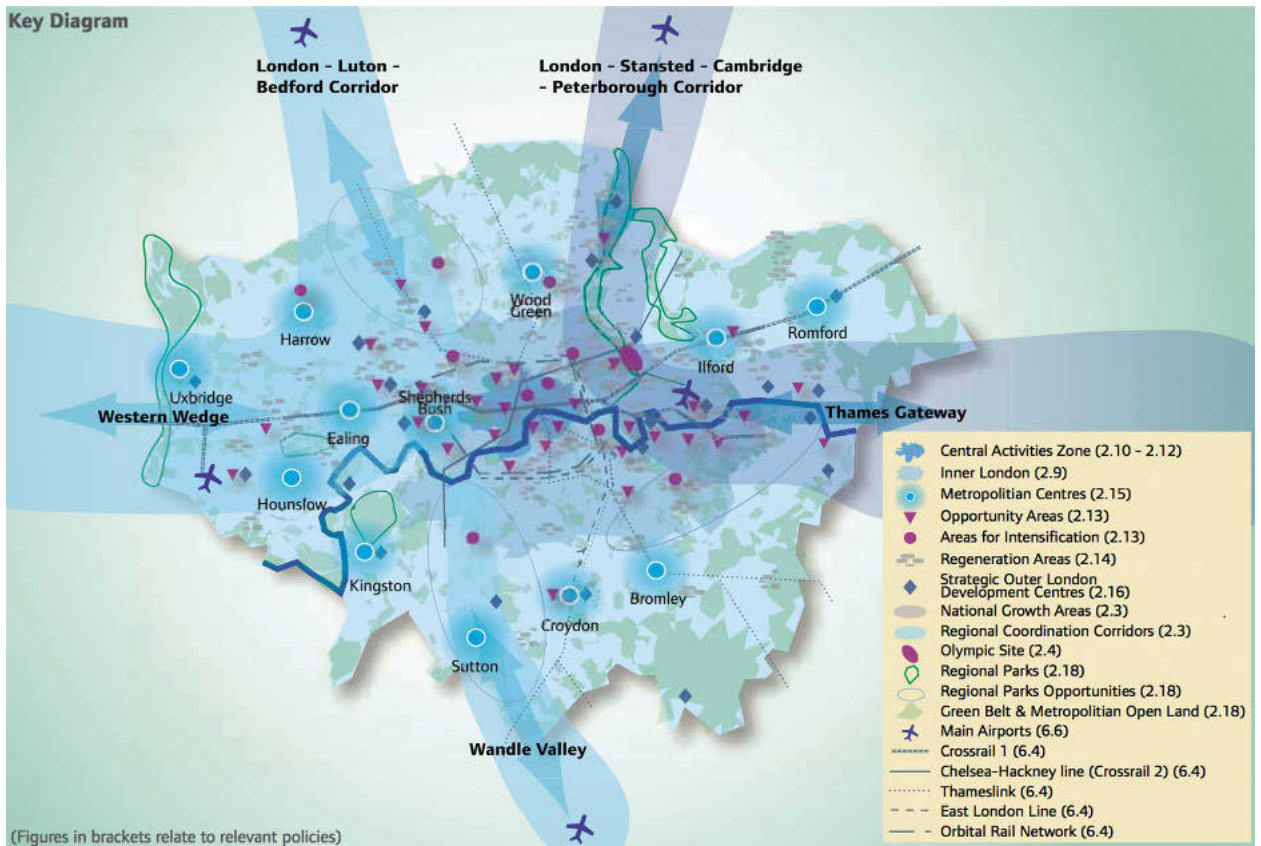 Key Diagram
London - Luton -
Bedford Corridor
London - Stansted - Cambridge
- Peterborough Corridor
Wood
Green
Harrow
Romford
Ilford
Uxbridge
Shepherds
Bush
Western Wedge
Thames Gateway
Ealing
Hounslow
Kingston
Bromley
Croydon
Sutton
Wandle Valley
Central Activities Zone (2.10 - 2.12)
Inner London (2.9)
Metropolitian Centres (2.15)
Opportunity Areas (2.13)
Areas for Intensification (2.13)
Regeneration Areas (2.14)
Strategic Outer London
Development Centres (2.16)
National Growth Areas (2.3)
Regional Coordination Corridors (2.3)
Olympic Site (2.4)
Regional Parks (2.18)
Regional Parks Opportunities (2.18)
Green Belt & Metropolitian Open Land (2.18)
Main Airports (6.6)
Crossrail 1 (6.4)
Chelsea-Hackney line (Crossrail 2) (6.4)
Thameslink (6.4)
East London Line (6.4)
Orbital Rail Network (6.4)
(Figures in brackets relate to relevant policies)